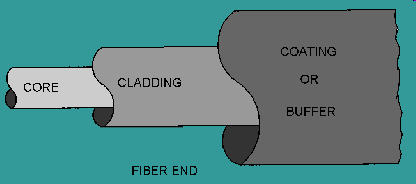 CORE
CLADDING
COATING
OR
BUFFER
FIBER END